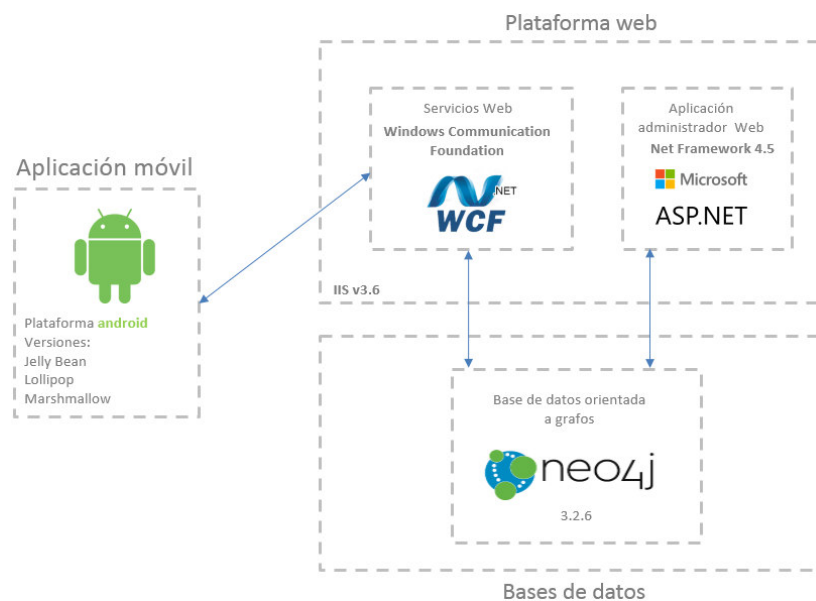 Plataforma web
Servicios Web
Windows Communication
Foundation
.NET
WCF
Aplicación
administrador Web
Net Framework 4.5
Microsoft
ASP.NET
IIS v3.6
Aplicación móvil
Plataforma android
Versiones:
Jelly Bean
Lollipop
Marshmallow
Base de datos orientada
a grafos
neo4j
3.2.6
Bases de datos